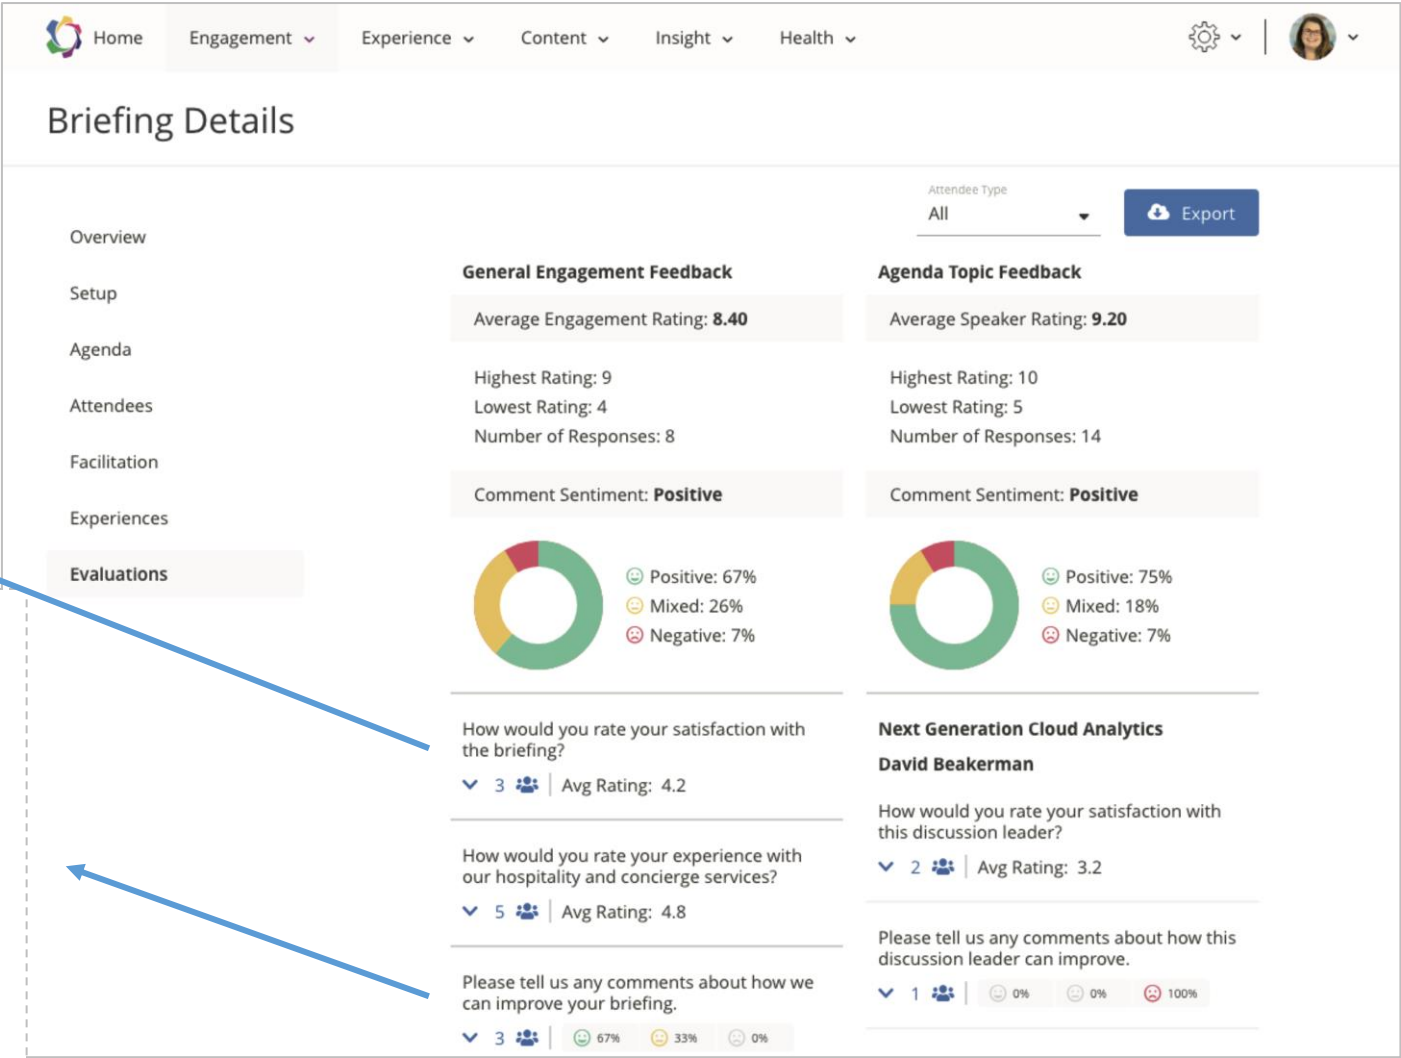 Home Engagement Experience Content Insight Health
Briefing Details
Overview
Setup
Agenda
Attendees
Facilitation
Experiences
Evaluations
Attendee Type
All
Export
General Engagement Feedback
Average Engagement Rating: 8.40
Highest Rating: 9
Lowest Rating: 4
Number of Responses: 8
Comment Sentiment: Positive
Positive: 67%
Mixed: 26%
Negative: 7%
How would you rate your satisfaction with
the briefing?
3 Avg Rating: 4.2
How would you rate your experience with
our hospitality and concierge services?
5 Avg Rating: 4.8
Please tell us any comments about how we
can improve your briefing.
3 67% 33% 0%
Agenda Topic Feedback
Average Speaker Rating: 9.20
Highest Rating: 10
Lowest Rating: 5
Number of Responses: 14
Comment Sentiment: Positive
Positive: 75%
Mixed: 18%
Negative: 7%
Next Generation Cloud Analytics
David Beakerman
How would you rate your satisfaction with
this discussion leader?
2 Avg Rating: 3.2
Please tell us any comments about how this
discussion leader can improve.
1 0% 0% 100%